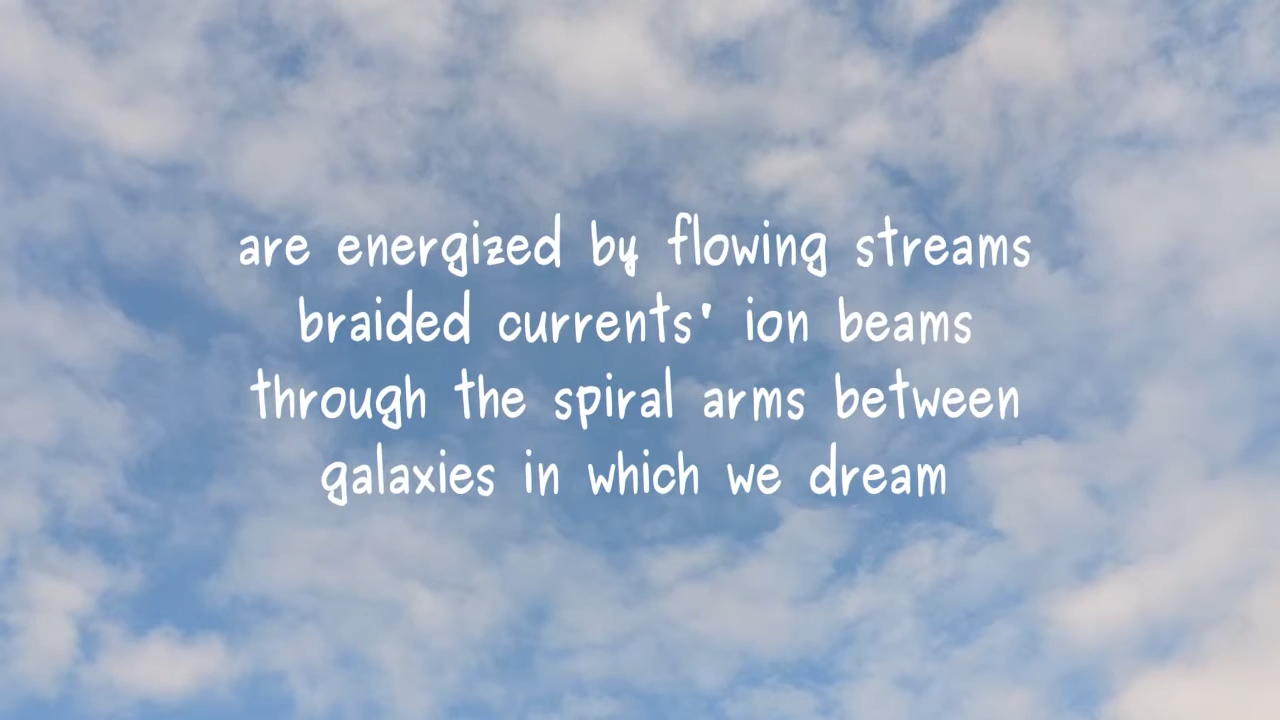 are energized by flowing streams
braided currents' ion beams
through the spiral arms between
galaxies in which we dream